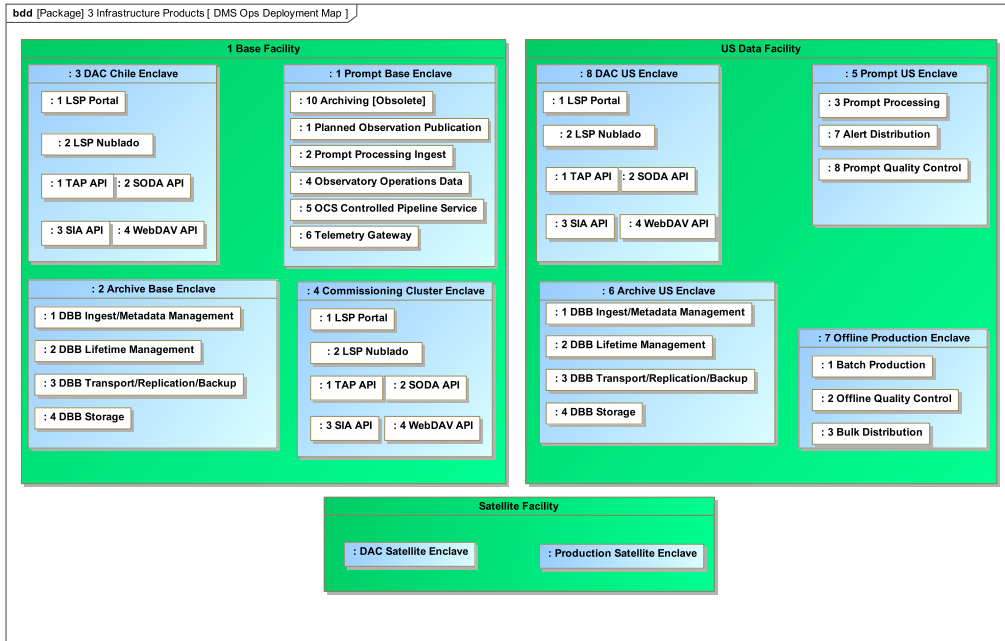 bdd [Package] 3 Infrastructure Products [ DMS Ops Deployment Map ]
1 Base Facility
: 3 DAC Chile Enclave
: 1 LSP Portal
: 2 LSP Nublado
: 1 TAP API
: 2 SODA API
: 3 SIA API
: 4 WebDAV API
: 1 Prompt Base Enclave
: 10 Archiving [Obsolete]
: 1 Planned Observation Publication
: 2 Prompt Processing Ingest
: 4 Observatory Operations Data
: 5 OCS Controlled Pipeline Service
: 6 Telemetry Gateway
: 2 Archive Base Enclave
: 1 DBB Ingest/Metadata Management
: 2 DBB Lifetime Management
: 3 DBB Transport/Replication/Backup
: 4 DBB Storage
: 4 Commissioning Cluster Enclave
: 1 LSP Portal
: 2 LSP Nublado
: 1 TAP API
: 2 SODA API
: 3 SIA API
: 4 WebDAV API
US Data Facility
: 8 DAC US Enclave
: 1 LSP Portal
: 2 LSP Nublado
: 1 TAP API
: 2 SODA API
: 3 SIA API
: 4 WebDAV API
: 5 Prompt US Enclave
: 3 Prompt Processing
: 7 Alert Distribution
: 8 Prompt Quality Control
: 6 Archive US Enclave
: 1 DBB Ingest/Metadata Management
: 2 DBB Lifetime Management
: 3 DBB Transport/Replication/Backup
: 4 DBB Storage
: 7 Offline Production Enclave
: 1 Batch Production
: 2 Offline Quality Control
: 3 Bulk Distribution
Satellite Facility
: DAC Satellite Enclave
: Production Satellite Enclave